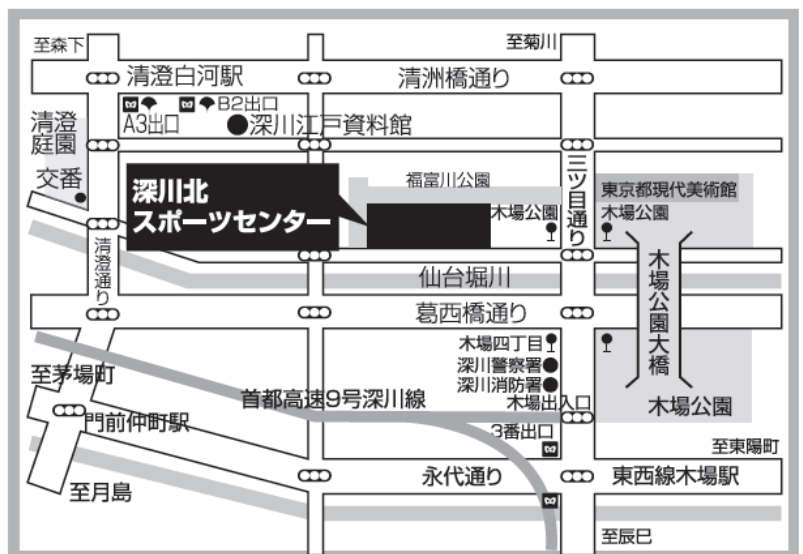 至森下
至菊川
清澄白河駅
清洲橋通り
B2出口
A3出口
深川江戸資料館
清澄
庭園
交番
深川北
スポーツセンター
福富川公園
木場公園
三ツ目通り
東京都現代美術館
木場公園
清澄通り
仙台堀川
木場公園大橋
葛西橋通り
木場四丁目
深川警察署
深川消防署
至茅場町
首都高速9号深川線
木場出入口
木場公園
門前仲町駅
3番出口
至東陽町
永代通り
東西線木場駅
至月島
至辰巳